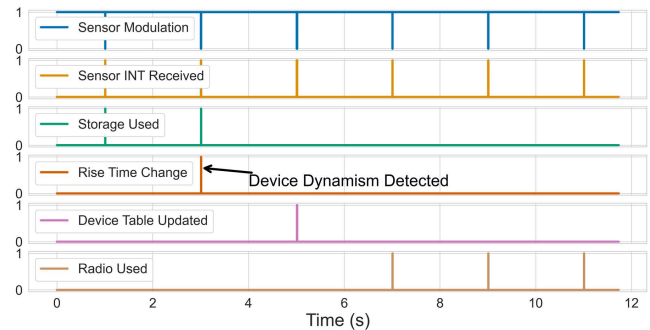 1
Sensor Modulation
0
1
Sensor INT Received
0
1
Storage Used
0
1
Rise Time Change
Device Dynamism Detected
0
1
Device Table Updated
0
1
Radio Used
0
0 2 4 6 8 10 12
Time (s)